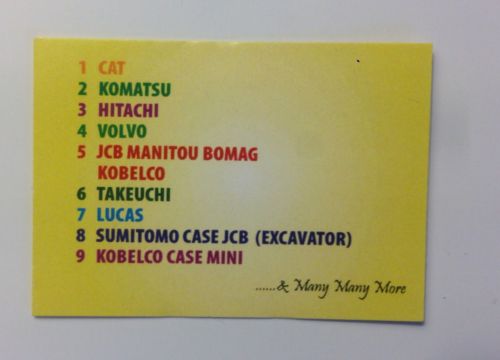 1 CAT
2 KOMATSU
3 HITACHI
4 VOLVO
5 JCB MANITOU BOMAG
KOBELCO
6 TAKEUCHI
7 LUCAS
8 SUMITOMO CASE JCB (EXCAVATOR)
9 KOBELCO CASE MINI
......& Many Many More